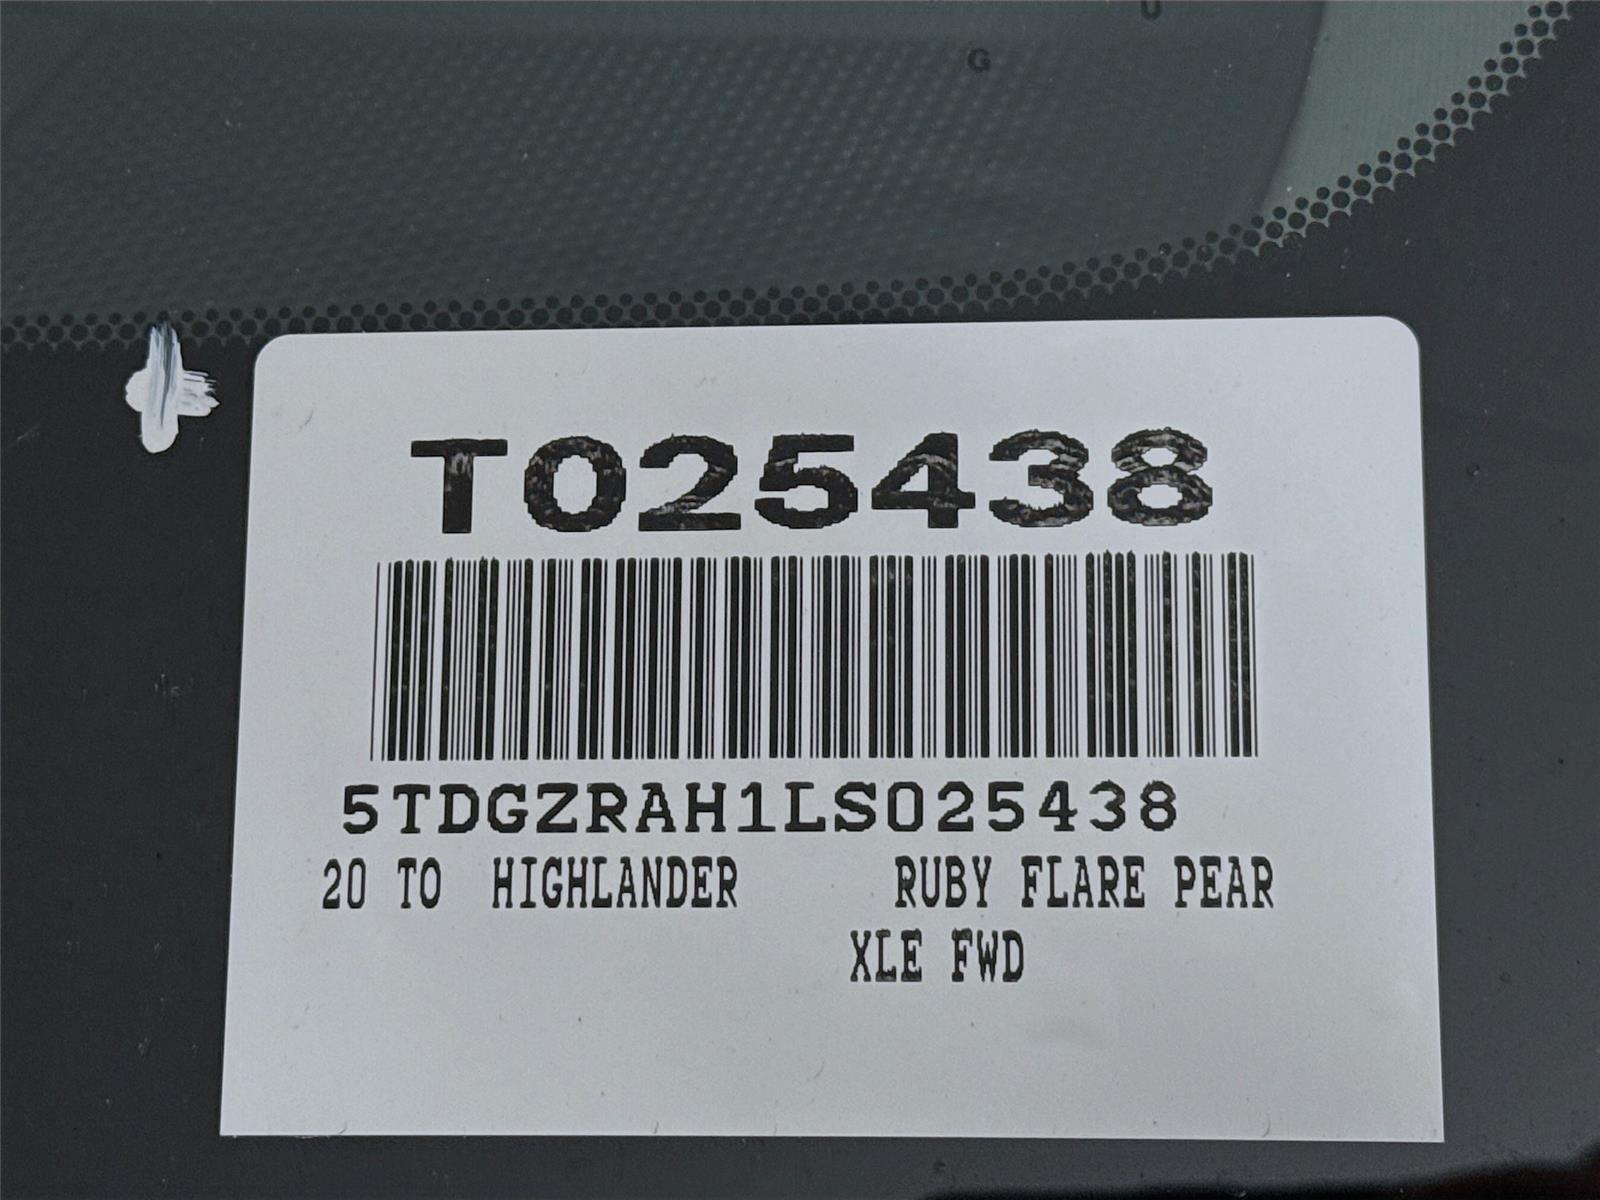 G
T025438
5TDGZRAH1LS025438
20 TO HIGHLANDER RUBY FLARE PEAR
XLE FWD